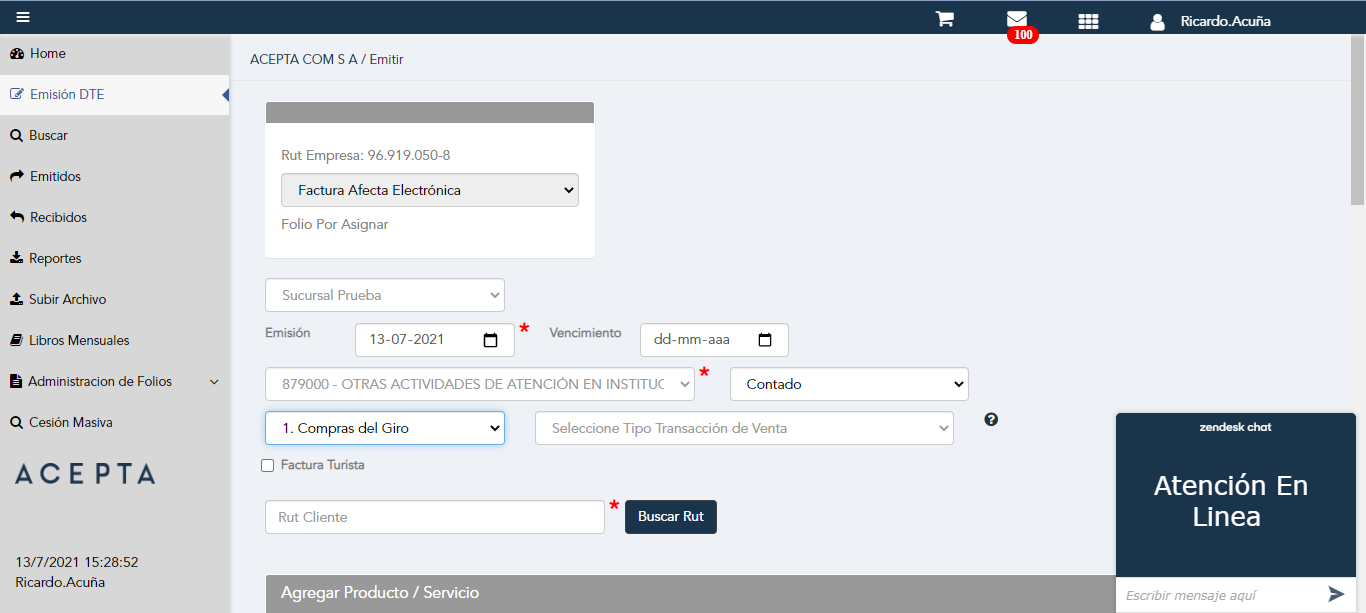 Ricardo.Acuña
100
Home
Emisión DTE
Buscar
Emitidos
Recibidos
Reportes
Subir Archivo
Libros Mensuales
Administracion de Folios
Cesión Masiva
ACEPTA
13/7/2021 15:28:52
Ricardo.Acuña
ACEPTA COM S A / Emitir
Rut Empresa: 96.919.050-8
Factura Afecta Electrónica
Folio Por Asignar
Sucursal Prueba
Emisión 13-07-2021 * Vencimiento dd-mm-aaa
879000 - OTRAS ACTIVIDADES DE ATENCIÓN EN INSTITUC * Contado
1. Compras del Giro Seleccione Tipo Transacción de Venta ?
Factura Turista
Rut Cliente * Buscar Rut
Agregar Producto / Servicio
zendesk chat
Atención En
Linea
Escribir mensaje aquí